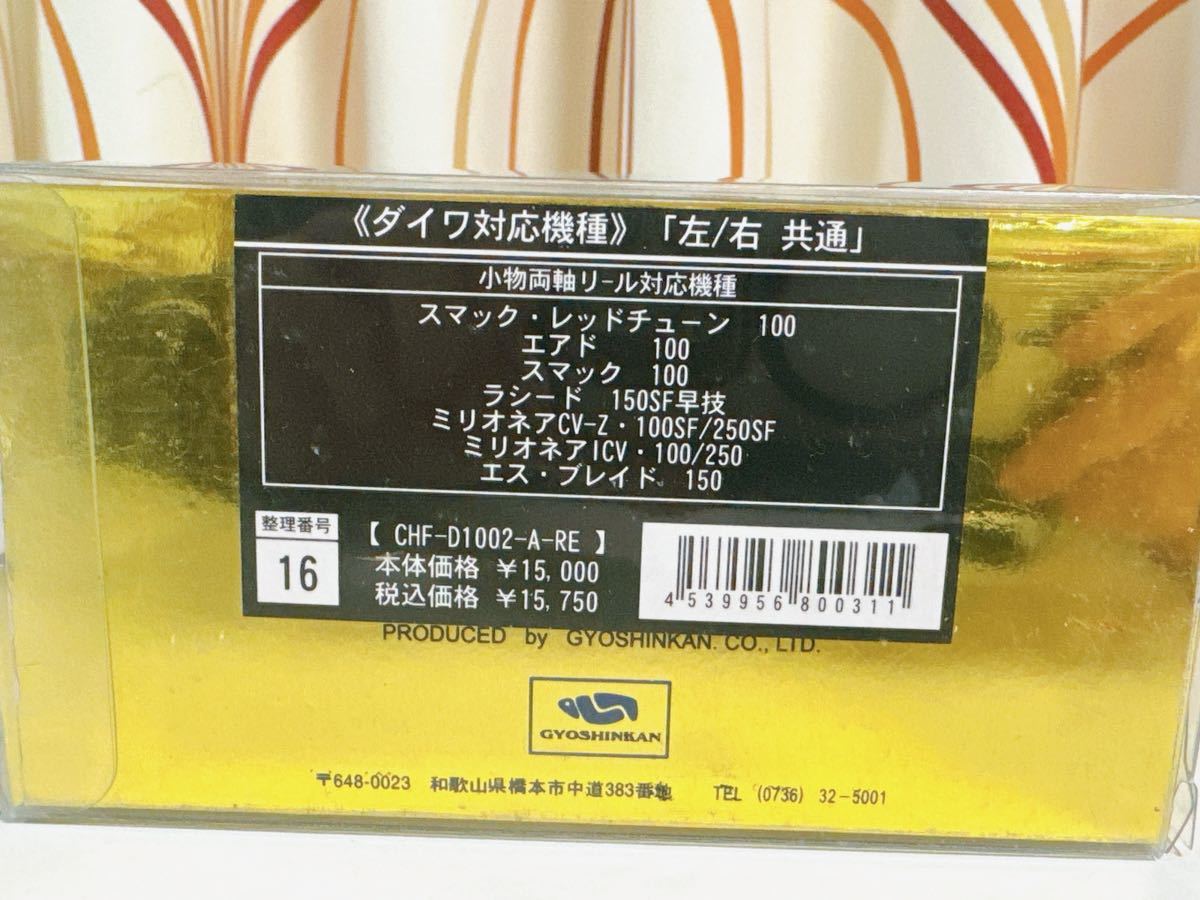 《ダイワ対応機種》 「左/右 共通」
小物両軸リール対応機種
スマック・レッドチューン 100
エアド 100
スマック 100
ラシード 150SF早技
ミリオネアCV-Z・100SF/250SF
ミリオネアICV・100/250
エス・ブレイド 150
整理番号
16
【 CHF-D1002-A-RE 】
本体価格 ¥15,000
税込価格 ¥15,750
4539956800311
PRODUCED by GYOSHINKAN. CO., LTD.
GYOSHINKAN
〒648-0023 和歌山県橋本市中道383番地 TEL (0736) 32-5001